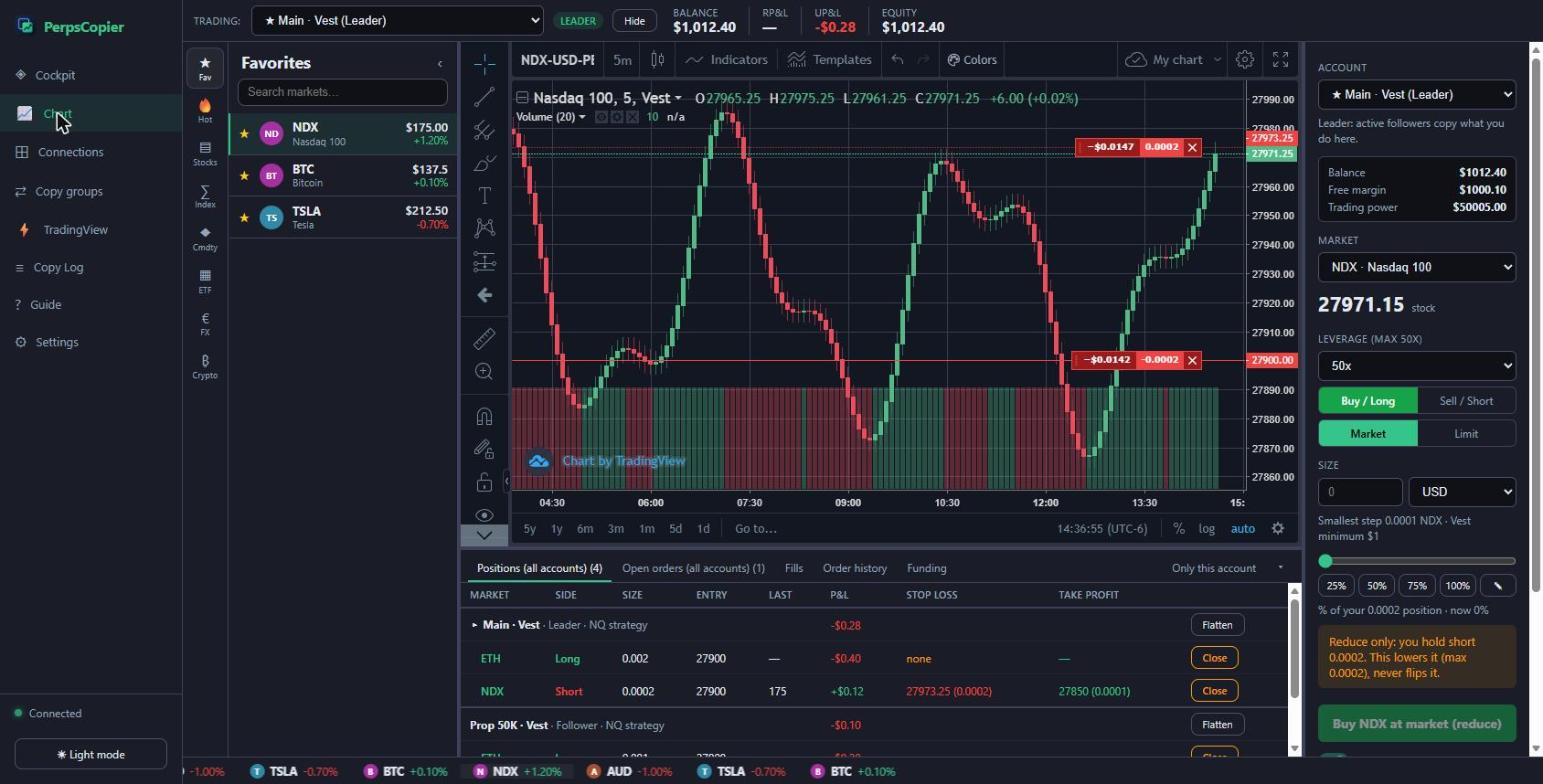 PerpsCopier
Cockpit
Chart
Connections
Copy groups
TradingView
Copy Log
? Guide
Settings
Connected
☀ Light mode
TRADING:
★ Main · Vest (Leader)
LEADER
Hide
BALANCE
$1,012.40
RP&L
—
UP&L
-$0.28
EQUITY
$1,012.40
Fav
Hot
Stocks
Index
Cmdty
ETF
FX
Crypto
Favorites
Search markets…
ND
NDX
Nasdaq 100
$175.00
+1.20%
BT
BTC
Bitcoin
$137.5
+0.10%
TS
TSLA
Tesla
$212.50
-0.70%
NDX-USD-PE
5m
Indicators
Templates
Colors
My chart
Nasdaq 100, 5, Vest
O27965.25 H27975.25 L27961.25 C27971.25 +6.00 (+0.02%)
Volume (20)
10 n/a
−$0.0147 0.0002
−$0.0142 -0.0002
27990.00
27980.00
27973.25
27971.25
27960.00
27950.00
27940.00
27930.00
27920.00
27910.00
27900.00
27890.00
27880.00
27870.00
27860.00
Chart by TradingView
04:30 06:00 07:30 09:00 10:30 12:00 13:30 15:
5y 1y 6m 3m 1m 5d 1d Go to…
14:36:55 (UTC-6) % log auto
Positions (all accounts) (4) Open orders (all accounts) (1) Fills Order history Funding Only this account
MARKET SIDE SIZE ENTRY LAST P&L STOP LOSS TAKE PROFIT
▸ Main · Vest · Leader · NQ strategy -$0.28 Flatten
ETH Long 0.002 27900 — -$0.40 none — Close
NDX Short 0.0002 27900 175 +$0.12 27973.25 (0.0002) 27850 (0.0001) Close
Prop 50K · Vest · Follower · NQ strategy -$0.10 Flatten
ACCOUNT
★ Main · Vest (Leader)
Leader: active followers copy what you
do here.
Balance $1012.40
Free margin $1000.10
Trading power $50005.00
MARKET
NDX · Nasdaq 100
27971.15 stock
LEVERAGE (MAX 50X)
50x
Buy / Long
Sell / Short
Market
Limit
SIZE
0
USD
Smallest step 0.0001 NDX · Vest
minimum $1
25% 50% 75% 100%
% of your 0.0002 position · now 0%
Reduce only: you hold short
0.0002. This lowers it (max
0.0002), never flips it.
Buy NDX at market (reduce)
-1.00% T TSLA -0.70% B BTC +0.10% N NDX +1.20% A AUD -1.00% T TSLA -0.70% B BTC +0.10%